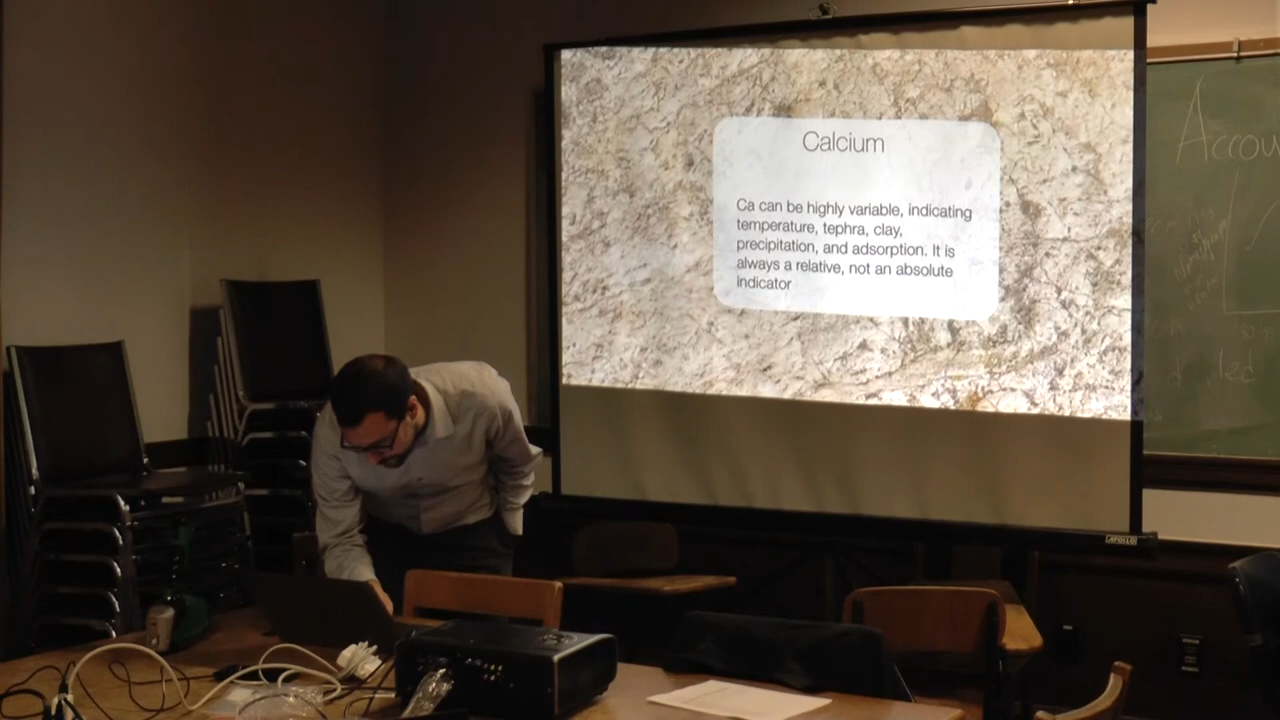 Calcium
Ca can be highly variable, indicating
temperature, tephra, clay,
precipitation, and adsorption. It is
always a relative, not an absolute
indicator
APOLLO
Accou
led